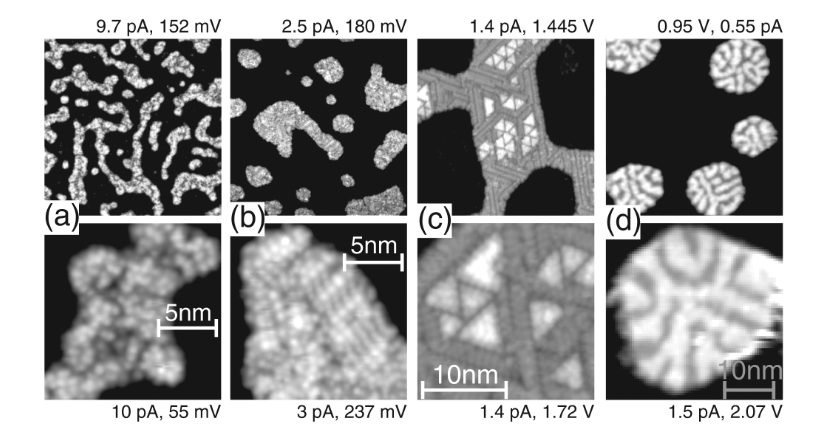 9.7 pA, 152 mV
2.5 pA, 180 mV
1.4 pA, 1.445 V
0.95 V, 0.55 pA
(a)
(b)
(c)
(d)
5nm
5nm
10nm
10nm
10 pA, 55 mV
3 pA, 237 mV
1.4 pA, 1.72 V
1.5 pA, 2.07 V